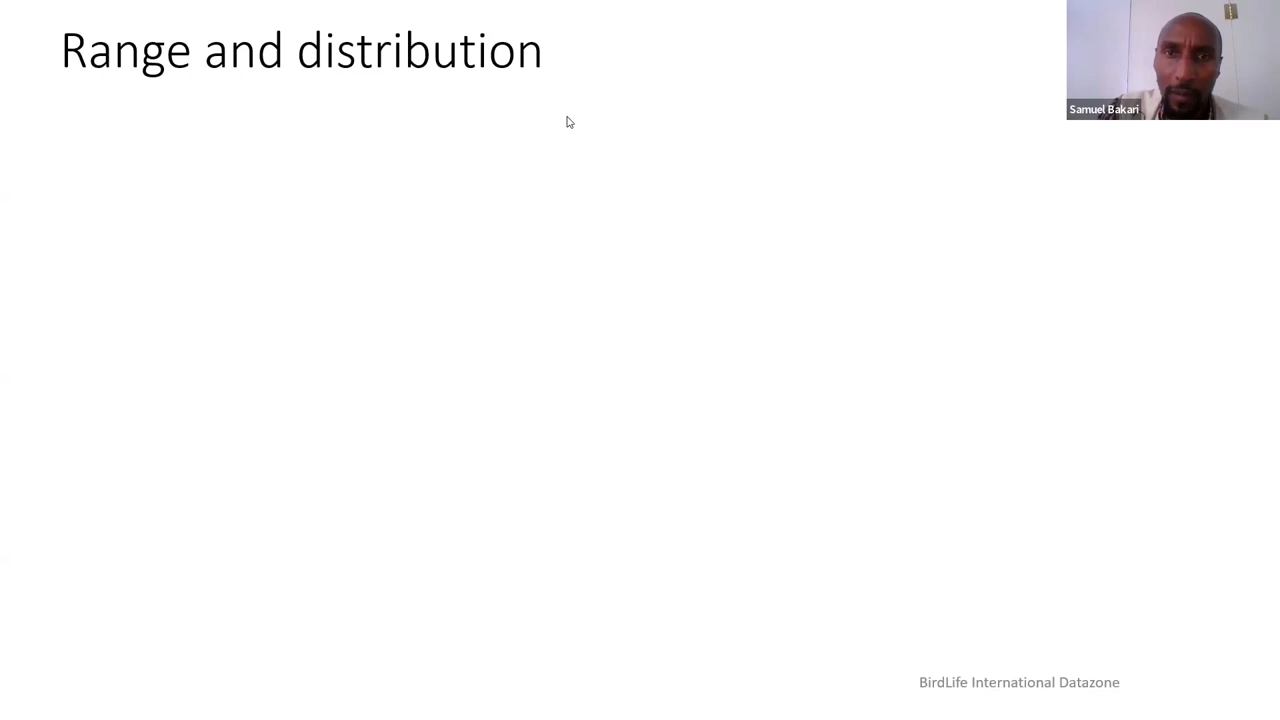 Range and distribution
Samuel Bakari
BirdLife International Datazone